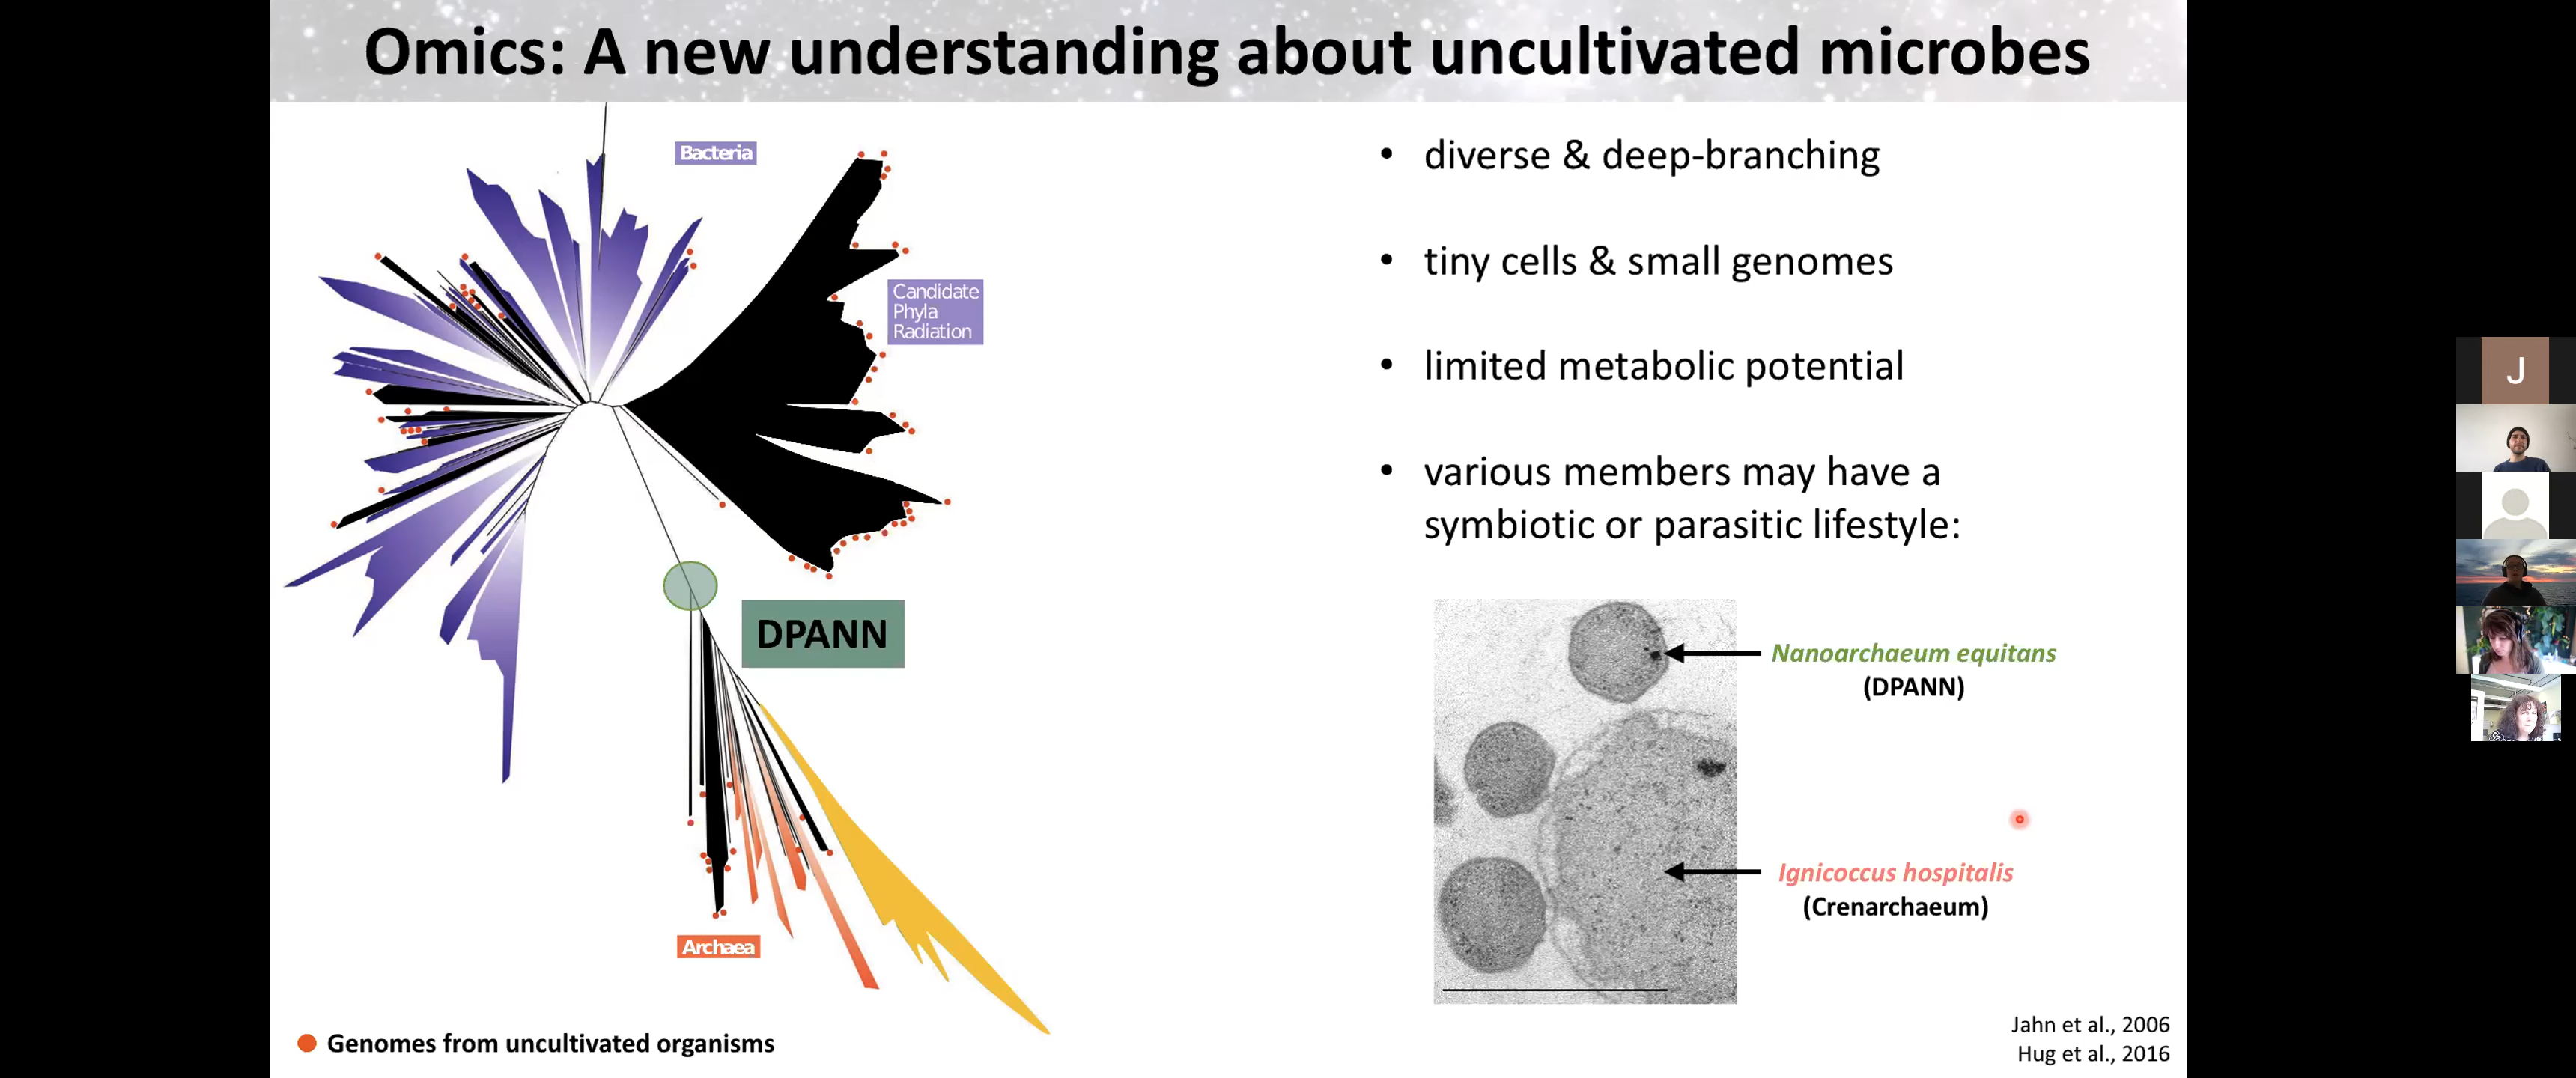 Omics: A new understanding about uncultivated microbes
Bacteria
Candidate
Phyla
Radiation
DPANN
Archaea
Genomes from uncultivated organisms
• diverse & deep-branching
• tiny cells & small genomes
• limited metabolic potential
• various members may have a
symbiotic or parasitic lifestyle:
Nanoarchaeum equitans
(DPANN)
Ignicoccus hospitalis
(Crenarchaeum)
Jahn et al., 2006
Hug et al., 2016
J